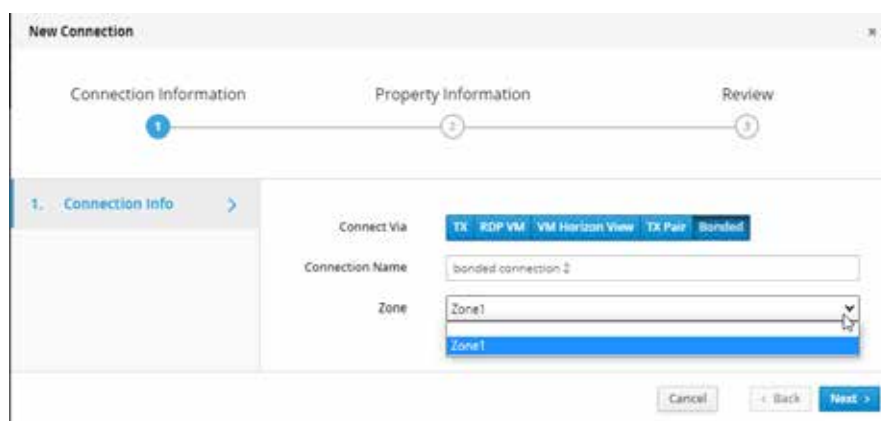 New Connection ×
Connection Information Property Information Review
1 2 3
1. Connection Info >
Connect Via TX RDP VM VM Horizon View TX Pair Bonded
Connection Name bonded connection 2
Zone Zone1
Zone1
Cancel < Back Next >